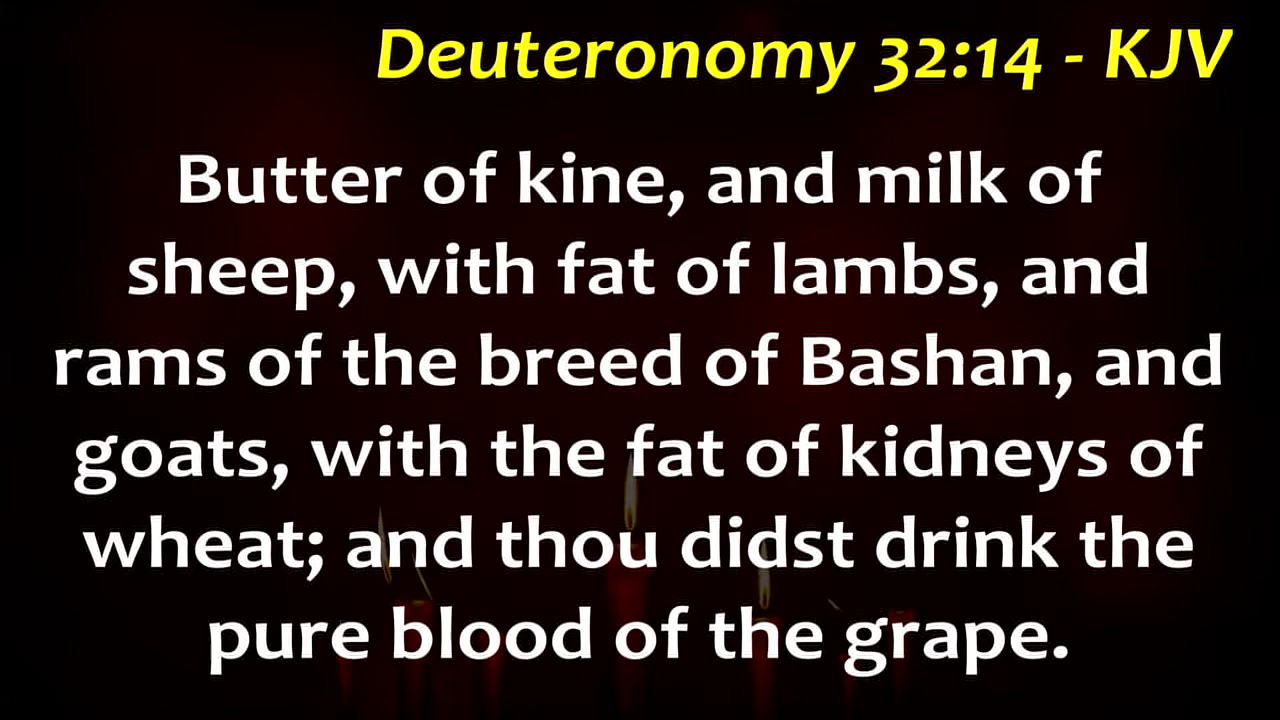 Deuteronomy 32:14 - KJV
Butter of kine, and milk of
sheep, with fat of lambs, and
rams of the breed of Bashan, and
goats, with the fat of kidneys of
wheat; and thou didst drink the
pure blood of the grape.